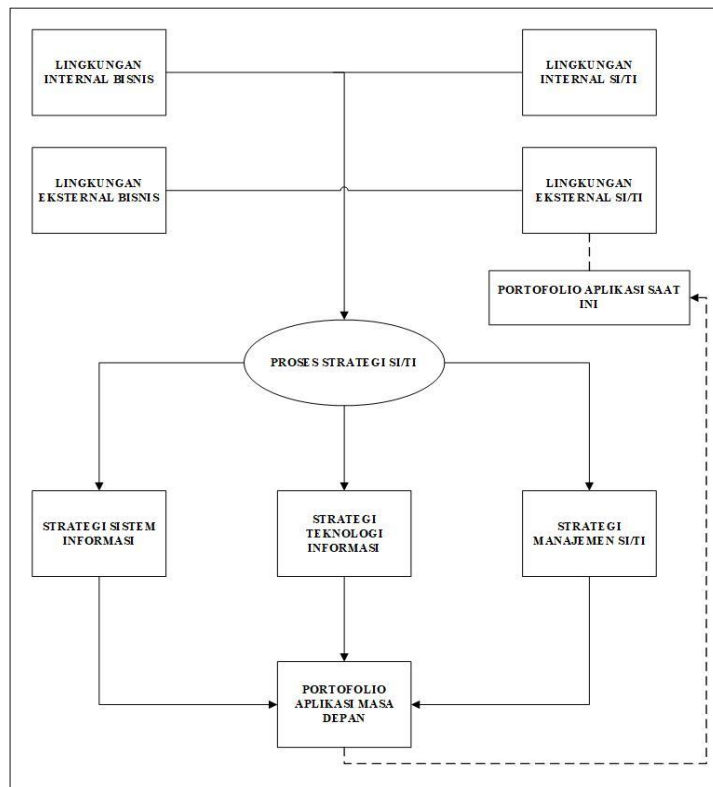 LINGKUNGAN
INTERNAL BISNIS
LINGKUNGAN
INTERNAL SI/TI
LINGKUNGAN
EKSTERNAL BISNIS
LINGKUNGAN
EKSTERNAL SI/TI
PORTOFOLIO APLIKASI SAAT
INI
PROSES STRATEGI SI/TI
STRATEGI SISTEM
INFORMASI
STRATEGI
TEKNOLOGI
INFORMASI
STRATEGI
MANAJEMEN SI/TI
PORTOFOLIO
APLIKASI MASA
DEPAN